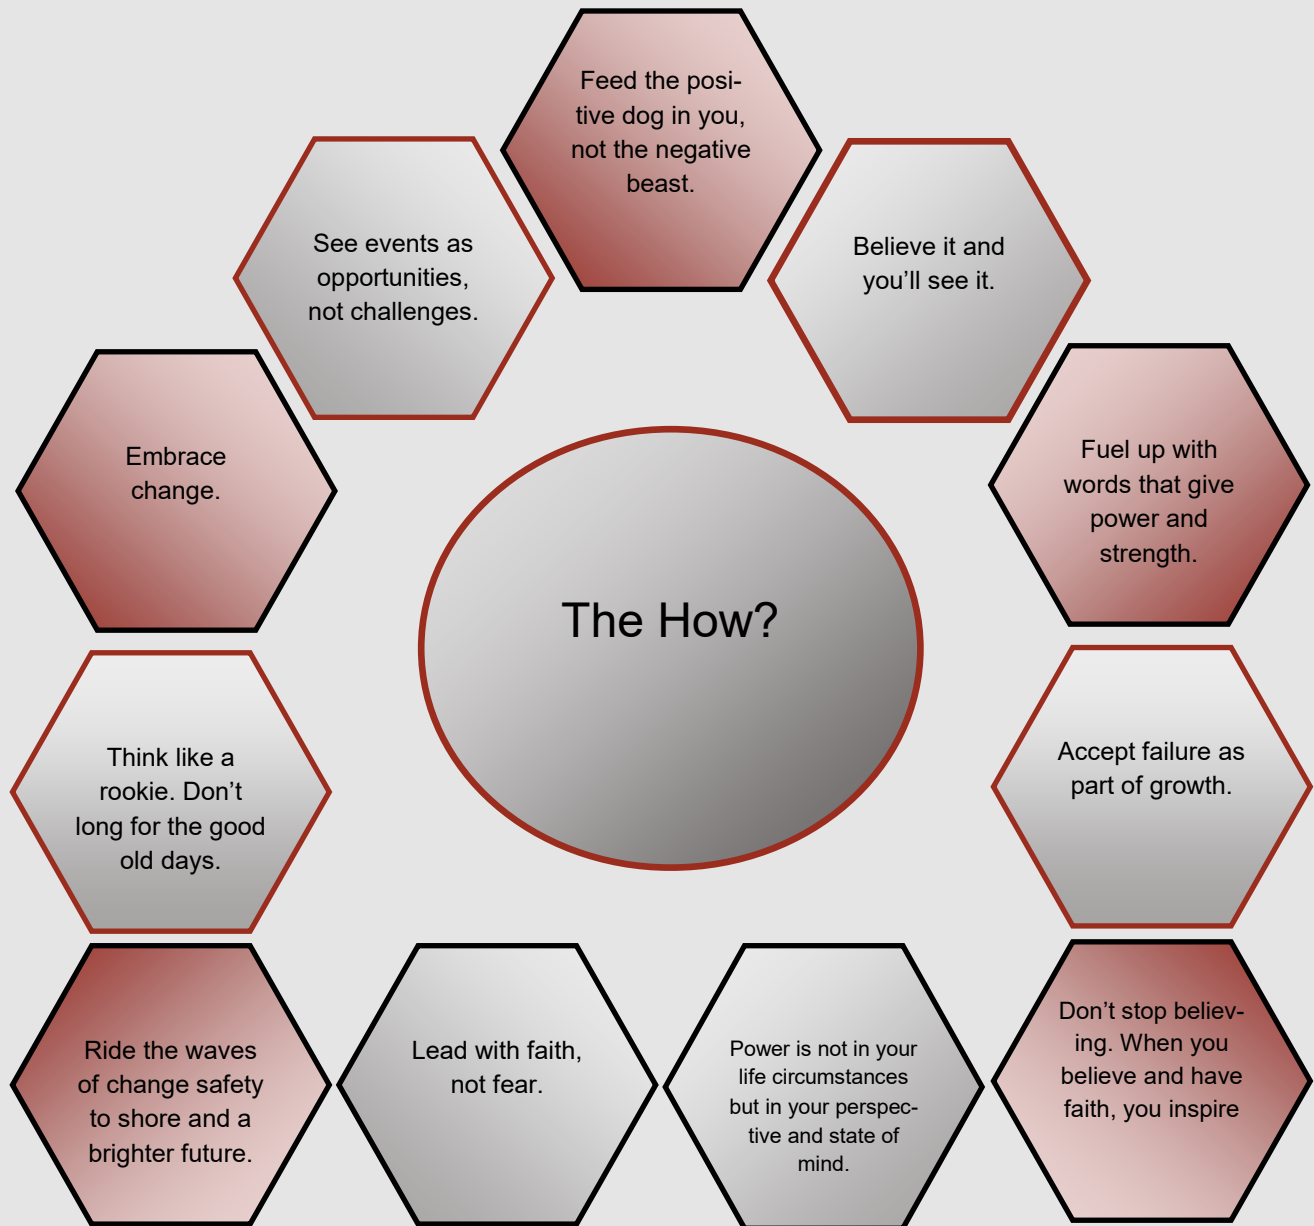 Feed the posi-
tive dog in you,
not the negative
beast.
See events as
opportunities,
not challenges.
Believe it and
you'll see it.
Embrace
change.
Fuel up with
words that give
power and
strength.
The How?
Think like a
rookie. Don't
long for the good
old days.
Accept failure as
part of growth.
Ride the waves
of change safety
to shore and a
brighter future.
Lead with faith,
not fear.
Power is not in your
life circumstances
but in your perspec-
tive and state of
mind.
Don't stop believ-
ing. When you
believe and have
faith, you inspire